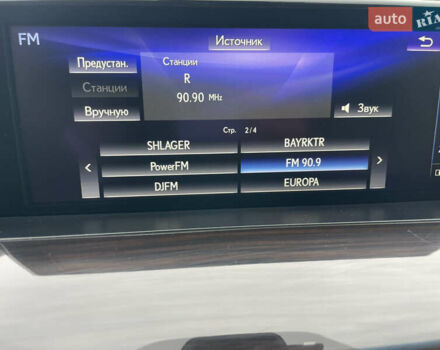 FM
Источник
auto RIA
Предустан.
Станции
Вручную
Станции
R
90.90 MHz
Звук
Стр. 2/4
SHLAGER
BAYRKTR
PowerFM
FM 90.9
DJFM
EUROPA